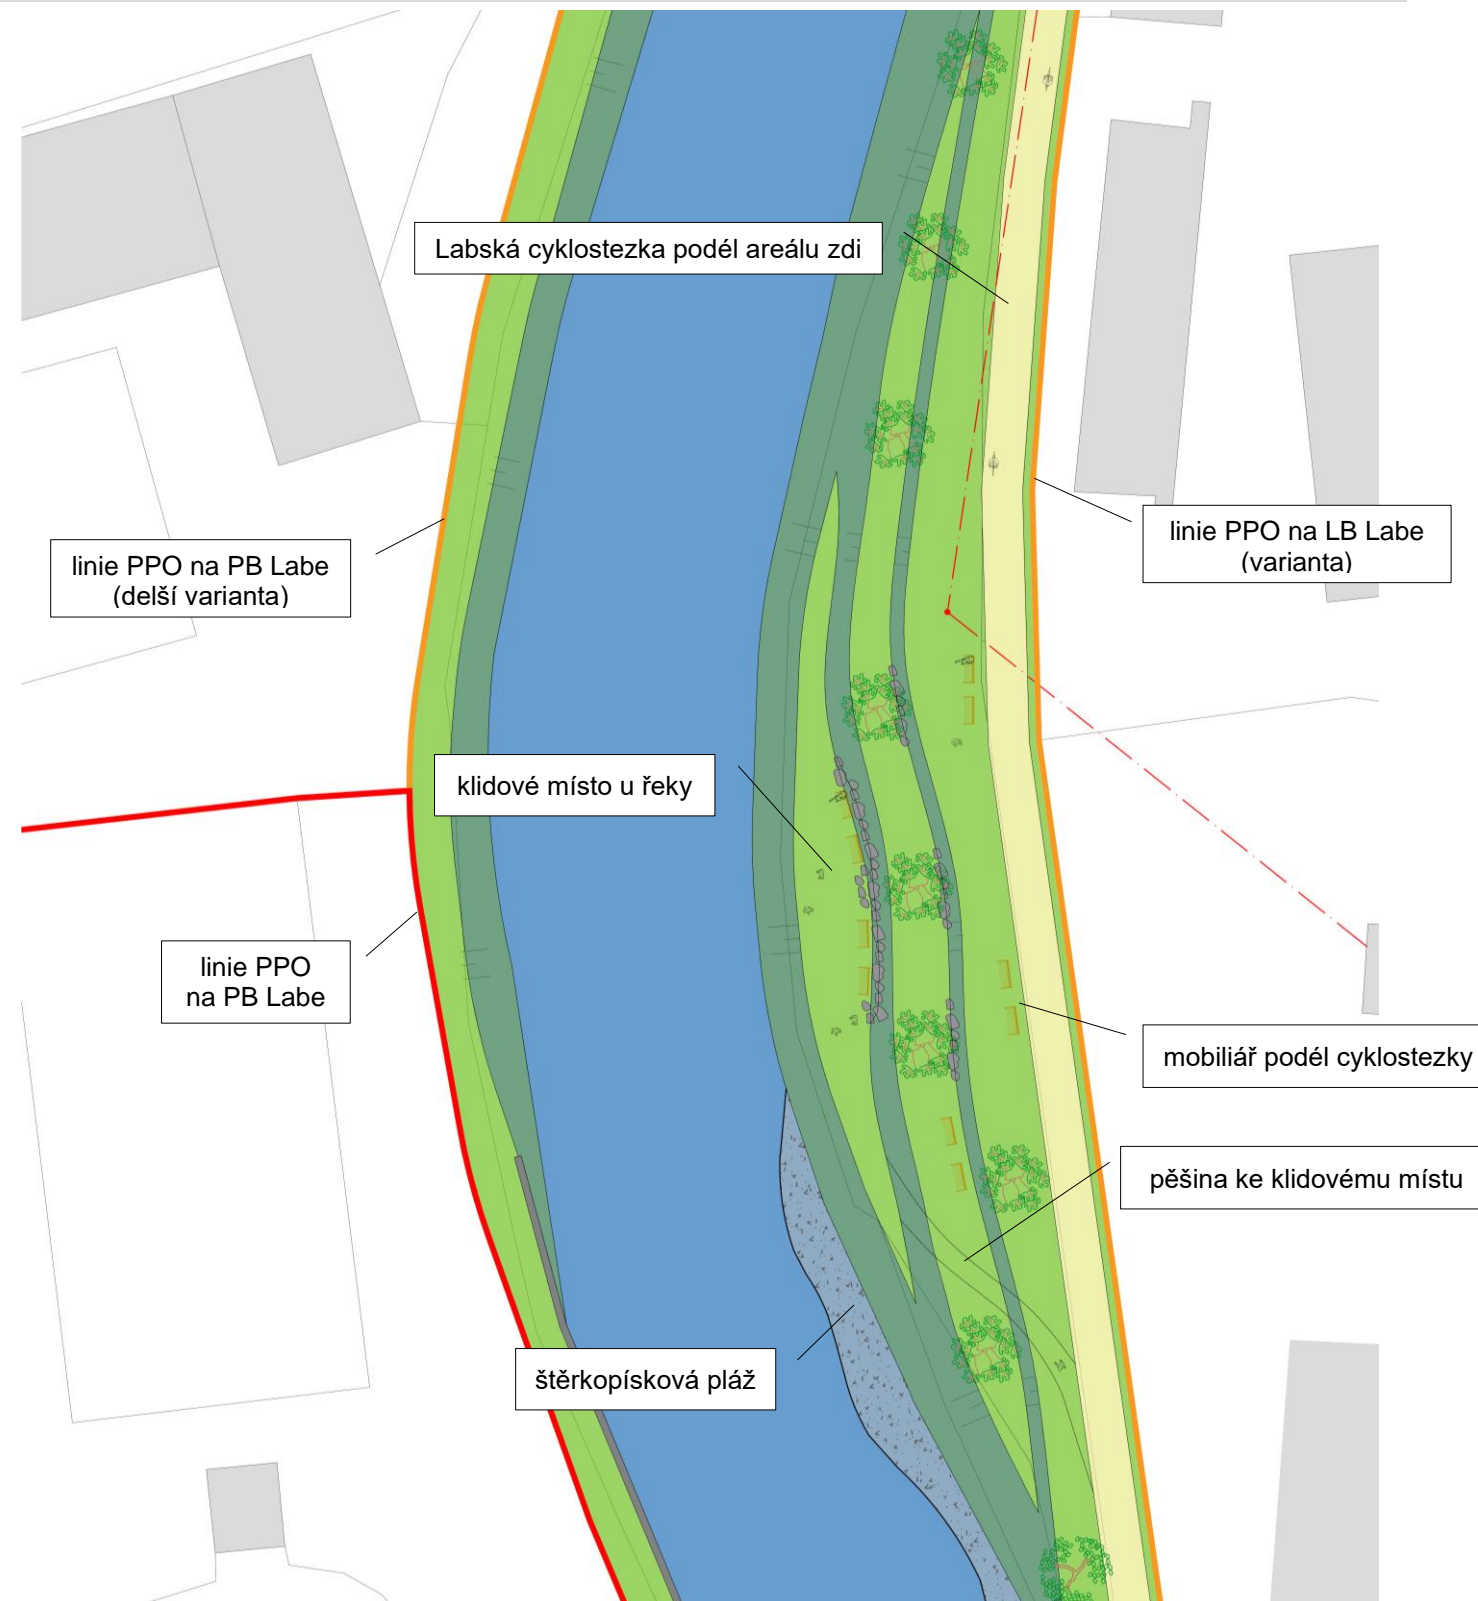 Labská cyklostezka podél areálu zdi
linie PPO na LB Labe
(varianta)
linie PPO na PB Labe
(delší varianta)
klidové místo u řeky
linie PPO
na PB Labe
mobiliář podél cyklostezky
pěšina ke klidovému místu
štěrkopísková pláž